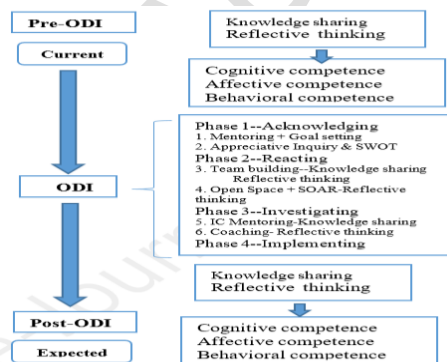 Pre-ODI
Current
Knowledge sharing
Reflective thinking
Cognitive competence
Affective competence
Behavioral competence
ODI
Phase 1--Acknowledging
1. Mentoring + Goal setting
2. Appreciative Inquiry & SWOT
Phase 2--Reacting
3. Team building--Knowledge sharing
Reflective thinking
4. Open Space + SOAR-Reflective
thinking
Phase 3--Investigating
5. IC Mentoring-Knowledge sharing
6. Coaching- Reflective thinking
Phase 4--Implementing
Post-ODI
Expected
Knowledge sharing
Reflective thinking
Cognitive competence
Affective competence
Behavioral competence